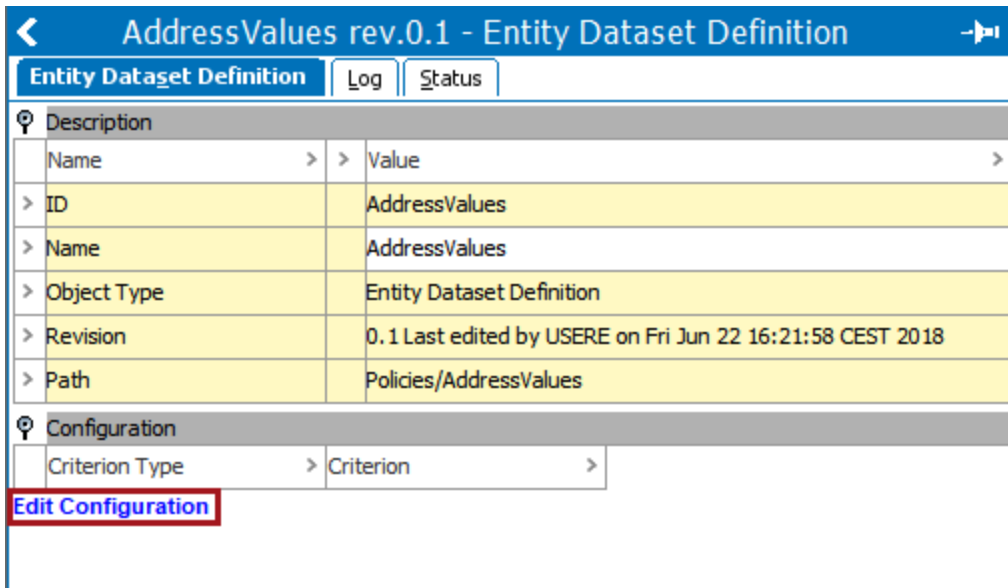 AddressValues rev.0.1 - Entity Dataset Definition
Entity Dataset Definition Log Status
Description
Name > > Value >
> ID AddressValues
> Name AddressValues
> Object Type Entity Dataset Definition
> Revision 0.1 Last edited by USERE on Fri Jun 22 16:21:58 CEST 2018
> Path Policies/AddressValues
Configuration
Criterion Type > Criterion >
Edit Configuration